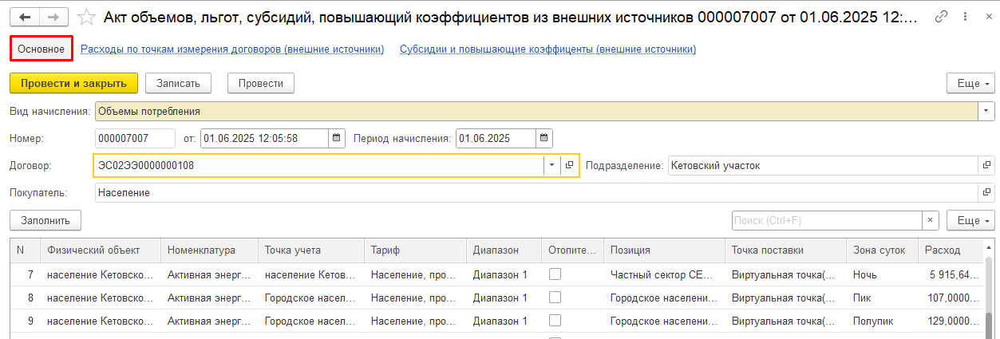 Акт объемов, льгот, субсидий, повышающий коэффициентов из внешних источников 000007007 от 01.06.2025 12:...
Основное Расходы по точкам измерения договоров (внешние источники) Субсидии и повышающие коэффиценты (внешние источники)
Провести и закрыть Записать Провести Еще
Вид начисления: Объемы потребления
Номер: 000007007 от: 01.06.2025 12:05:58 Период начисления: 01.06.2025
Договор: ЭС02ЭЭ0000000108 Подразделение: Кетовский участок
Покупатель: Население
Заполнить Поиск (Ctrl+F) × Еще
N Физический объект Номенклатура Точка учета Тариф Диапазон Отопите... Позиция Точка поставки Зона суток Расход
7 население Кетовско... Активная энерг... население Кетов... Население, про... Диапазон 1 Частный сектор СЕ... Виртуальная точка(... Ночь 5 915,64...
8 население Кетовско... Активная энерг... Городское насел... Население, про... Диапазон 1 Городское населени... Виртуальная точка(... Пик 107,0000...
9 население Кетовско... Активная энерг... Городское насел... Население, про... Диапазон 1 Городское населени... Виртуальная точка(... Полупик 129,0000...